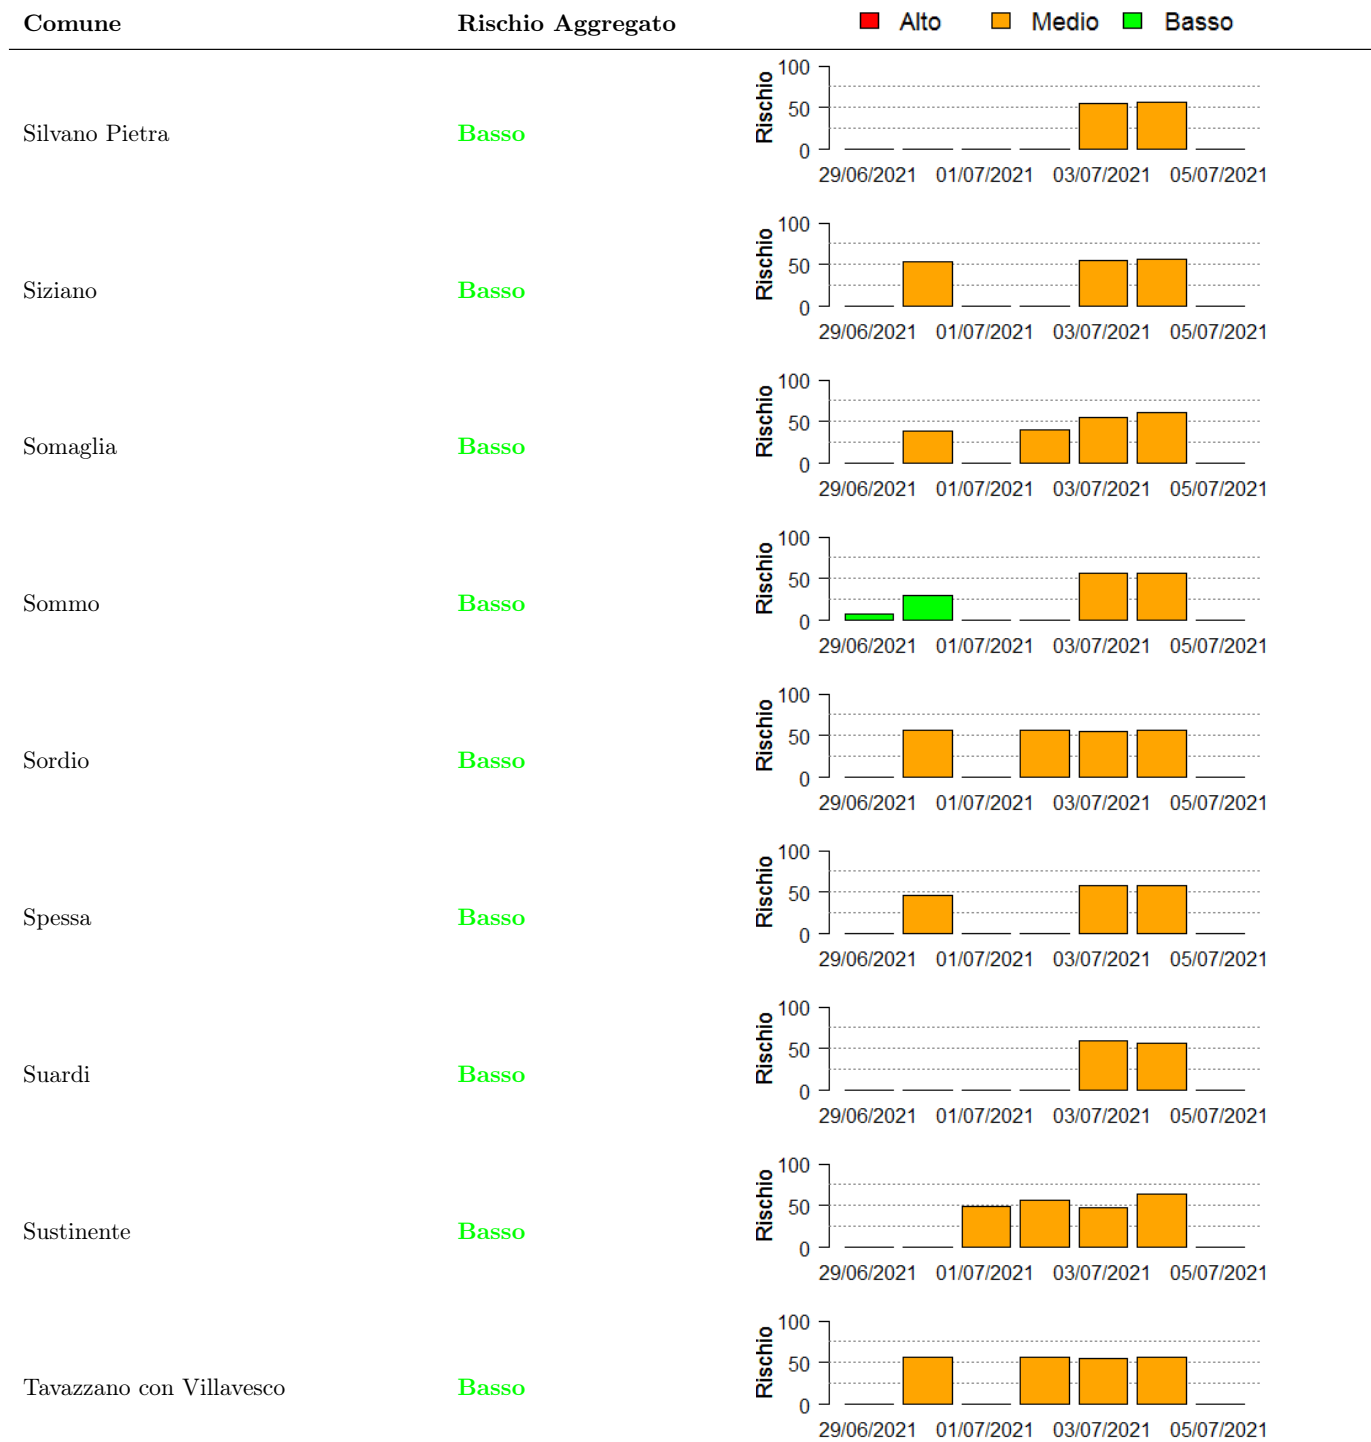 Comune Rischio Aggregato Alto Medio Basso
100
50
0
Rischio
Silvano Pietra Basso
29/06/2021 01/07/2021 03/07/2021 05/07/2021
100
50
0
Rischio
Siziano Basso
29/06/2021 01/07/2021 03/07/2021 05/07/2021
100
50
0
Rischio
Somaglia Basso
29/06/2021 01/07/2021 03/07/2021 05/07/2021
100
50
0
Rischio
Sommo Basso
29/06/2021 01/07/2021 03/07/2021 05/07/2021
100
50
0
Rischio
Sordio Basso
29/06/2021 01/07/2021 03/07/2021 05/07/2021
100
50
0
Rischio
Spessa Basso
29/06/2021 01/07/2021 03/07/2021 05/07/2021
100
50
0
Rischio
Suardi Basso
29/06/2021 01/07/2021 03/07/2021 05/07/2021
100
50
0
Rischio
Sustinente Basso
29/06/2021 01/07/2021 03/07/2021 05/07/2021
100
50
0
Rischio
Tavazzano con Villavesco Basso
29/06/2021 01/07/2021 03/07/2021 05/07/2021